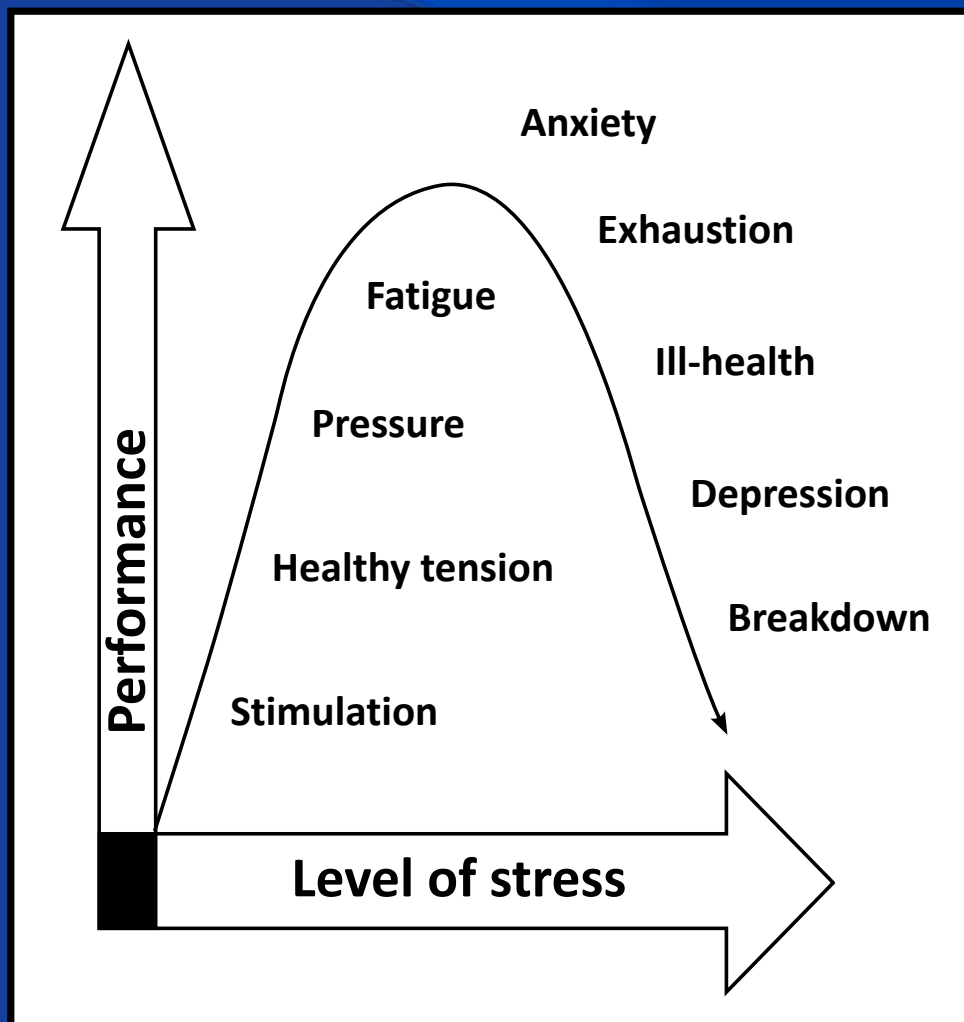 Anxiety
Exhaustion
Fatigue
Ill-health
Pressure
Depression
Healthy tension
Breakdown
Stimulation
Performance
Level of stress